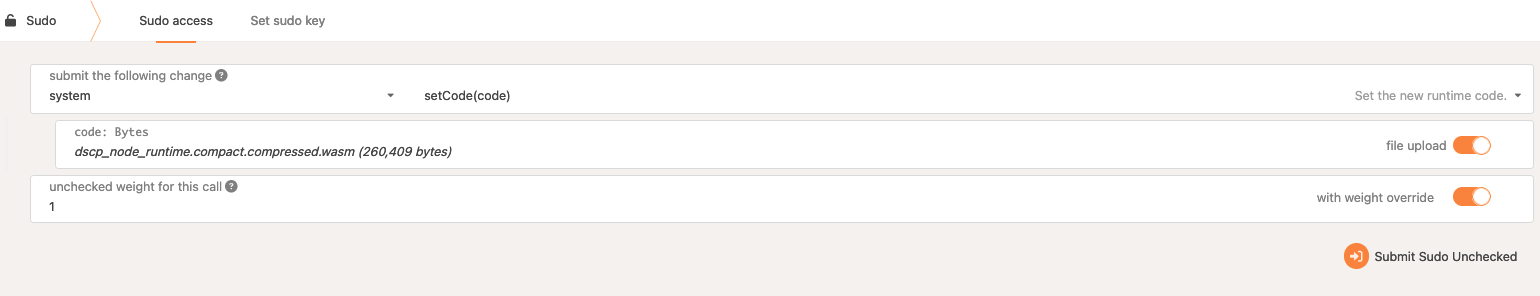 Sudo Sudo access Set sudo key
submit the following change ?
system setCode(code) Set the new runtime code.
code: Bytes
dscp_node_runtime.compact.compressed.wasm (260,409 bytes)
file upload
unchecked weight for this call ?
1
with weight override
Submit Sudo Unchecked